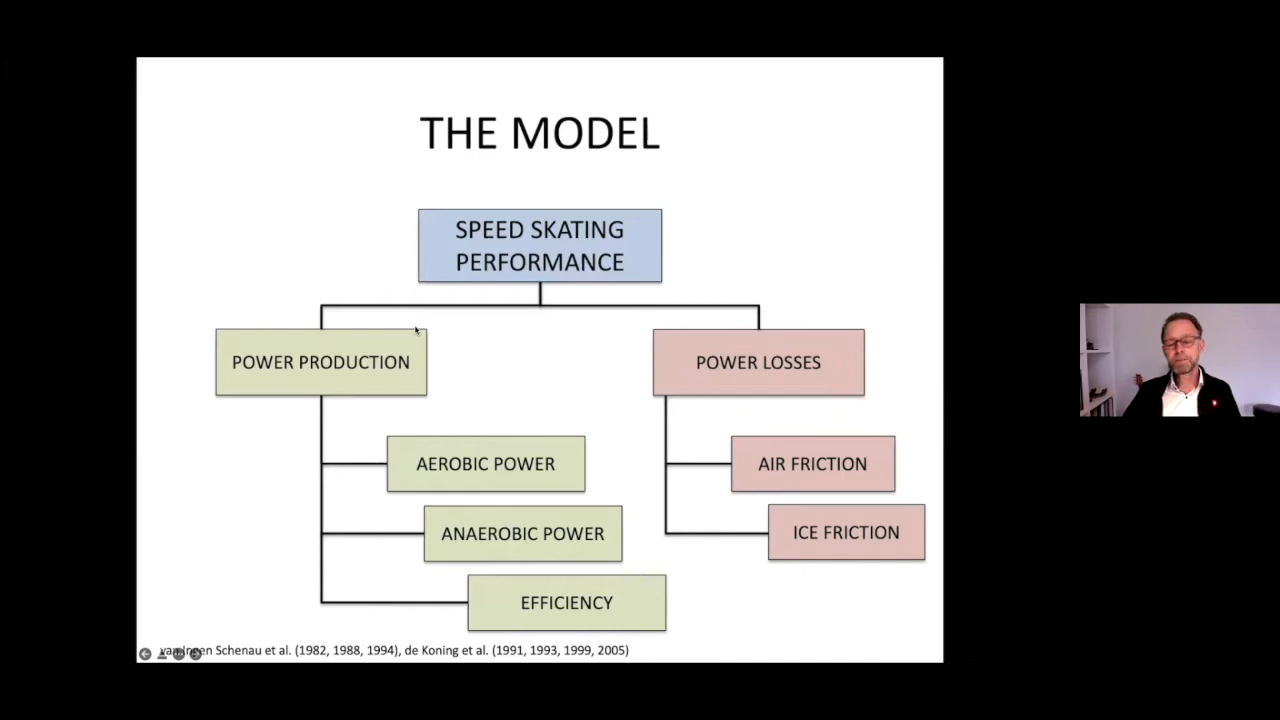 THE MODEL
SPEED SKATING
PERFORMANCE
POWER PRODUCTION
POWER LOSSES
AEROBIC POWER
AIR FRICTION
ANAEROBIC POWER
ICE FRICTION
EFFICIENCY
van Ingen Schenau et al. (1982, 1988, 1994), de Koning et al. (1991, 1993, 1999, 2005)